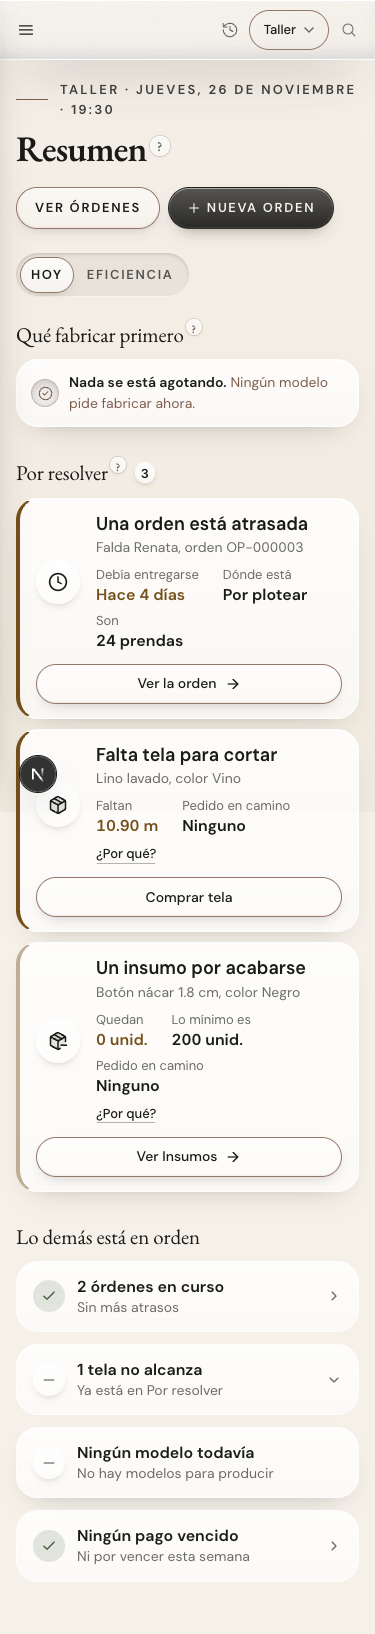 Taller
TALLER · JUEVES, 26 DE NOVIEMBRE
· 19:30
Resumen ?
VER ÓRDENES
+ NUEVA ORDEN
HOY
EFICIENCIA
Qué fabricar primero ?
Nada se está agotando. Ningún modelo
pide fabricar ahora.
Por resolver ? 3
Una orden está atrasada
Falda Renata, orden OP-000003
Debía entregarse
Hace 4 días
Dónde está
Por plotear
Son
24 prendas
Ver la orden →
Falta tela para cortar
Lino lavado, color Vino
N
Faltan
10.90 m
Pedido en camino
Ninguno
¿Por qué?
Comprar tela
Un insumo por acabarse
Botón nácar 1.8 cm, color Negro
Quedan
0 unid.
Lo mínimo es
200 unid.
Pedido en camino
Ninguno
¿Por qué?
Ver Insumos →
Lo demás está en orden
2 órdenes en curso
Sin más atrasos
1 tela no alcanza
Ya está en Por resolver
Ningún modelo todavía
No hay modelos para producir
Ningún pago vencido
Ni por vencer esta semana